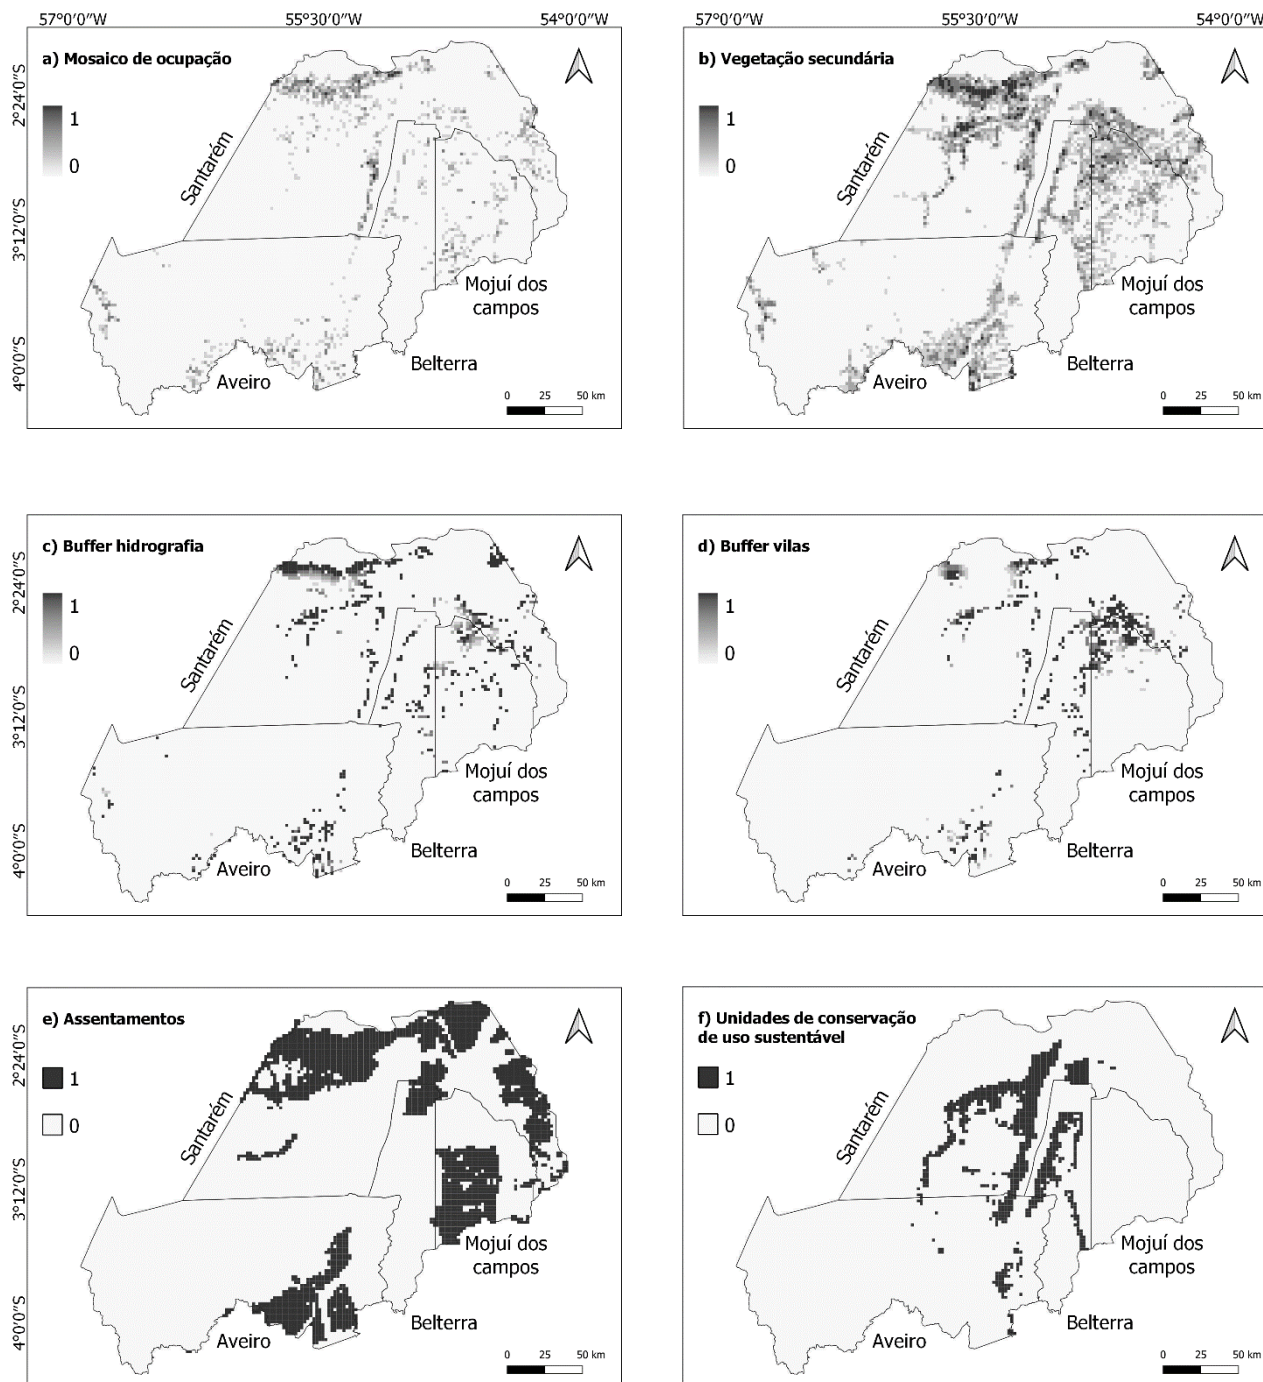 57°0'0"W 55°30'0"W 54°0'0"W 57°0'0"W 55°30'0"W 54°0'0"W
a) Mosaico de ocupação
2°24'0"S
1
0
Santarém
3°12'0"S
Mojuí dos
campos
4°0'0"S
Aveiro
Belterra
0 25 50 km
b) Vegetação secundária
1
0
Santarém
Mojuí dos
campos
Aveiro
Belterra
0 25 50 km
c) Buffer hidrografia
2°24'0"S
1
0
Santarém
3°12'0"S
Mojuí dos
campos
4°0'0"S
Aveiro
Belterra
0 25 50 km
d) Buffer vilas
1
0
Santarém
Mojuí dos
campos
Aveiro
Belterra
0 25 50 km
e) Assentamentos
2°24'0"S
1
0
Santarém
3°12'0"S
Mojuí dos
campos
4°0'0"S
Aveiro
Belterra
0 25 50 km
f) Unidades de conservação
de uso sustentável
1
0
Santarém
Mojuí dos
campos
Aveiro
Belterra
0 25 50 km